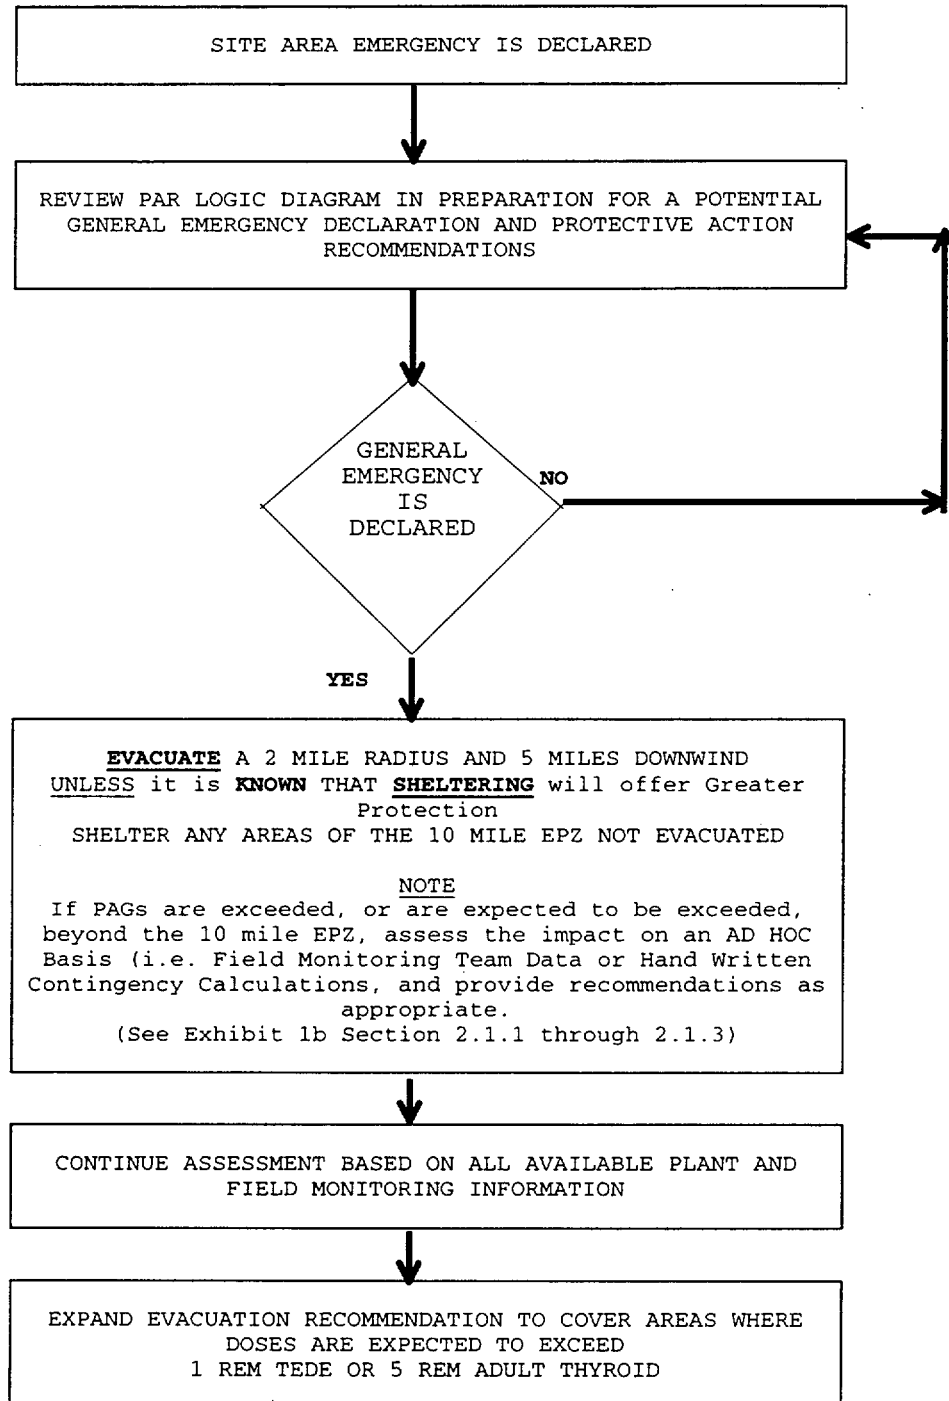 SITE AREA EMERGENCY IS DECLARED
REVIEW PAR LOGIC DIAGRAM IN PREPARATION FOR A POTENTIAL
GENERAL EMERGENCY DECLARATION AND PROTECTIVE ACTION
RECOMMENDATIONS
GENERAL
EMERGENCY
IS
DECLARED
NO
YES
EVACUATE A 2 MILE RADIUS AND 5 MILES DOWNWIND
UNLESS it is KNOWN THAT SHELTERING will offer Greater
Protection
SHELTER ANY AREAS OF THE 10 MILE EPZ NOT EVACUATED
NOTE
If PAGs are exceeded, or are expected to be exceeded,
beyond the 10 mile EPZ, assess the impact on an AD HOC
Basis (i.e. Field Monitoring Team Data or Hand Written
Contingency Calculations, and provide recommendations as
appropriate.
(See Exhibit 1b Section 2.1.1 through 2.1.3)
CONTINUE ASSESSMENT BASED ON ALL AVAILABLE PLANT AND
FIELD MONITORING INFORMATION
EXPAND EVACUATION RECOMMENDATION TO COVER AREAS WHERE
DOSES ARE EXPECTED TO EXCEED
1 REM TEDE OR 5 REM ADULT THYROID